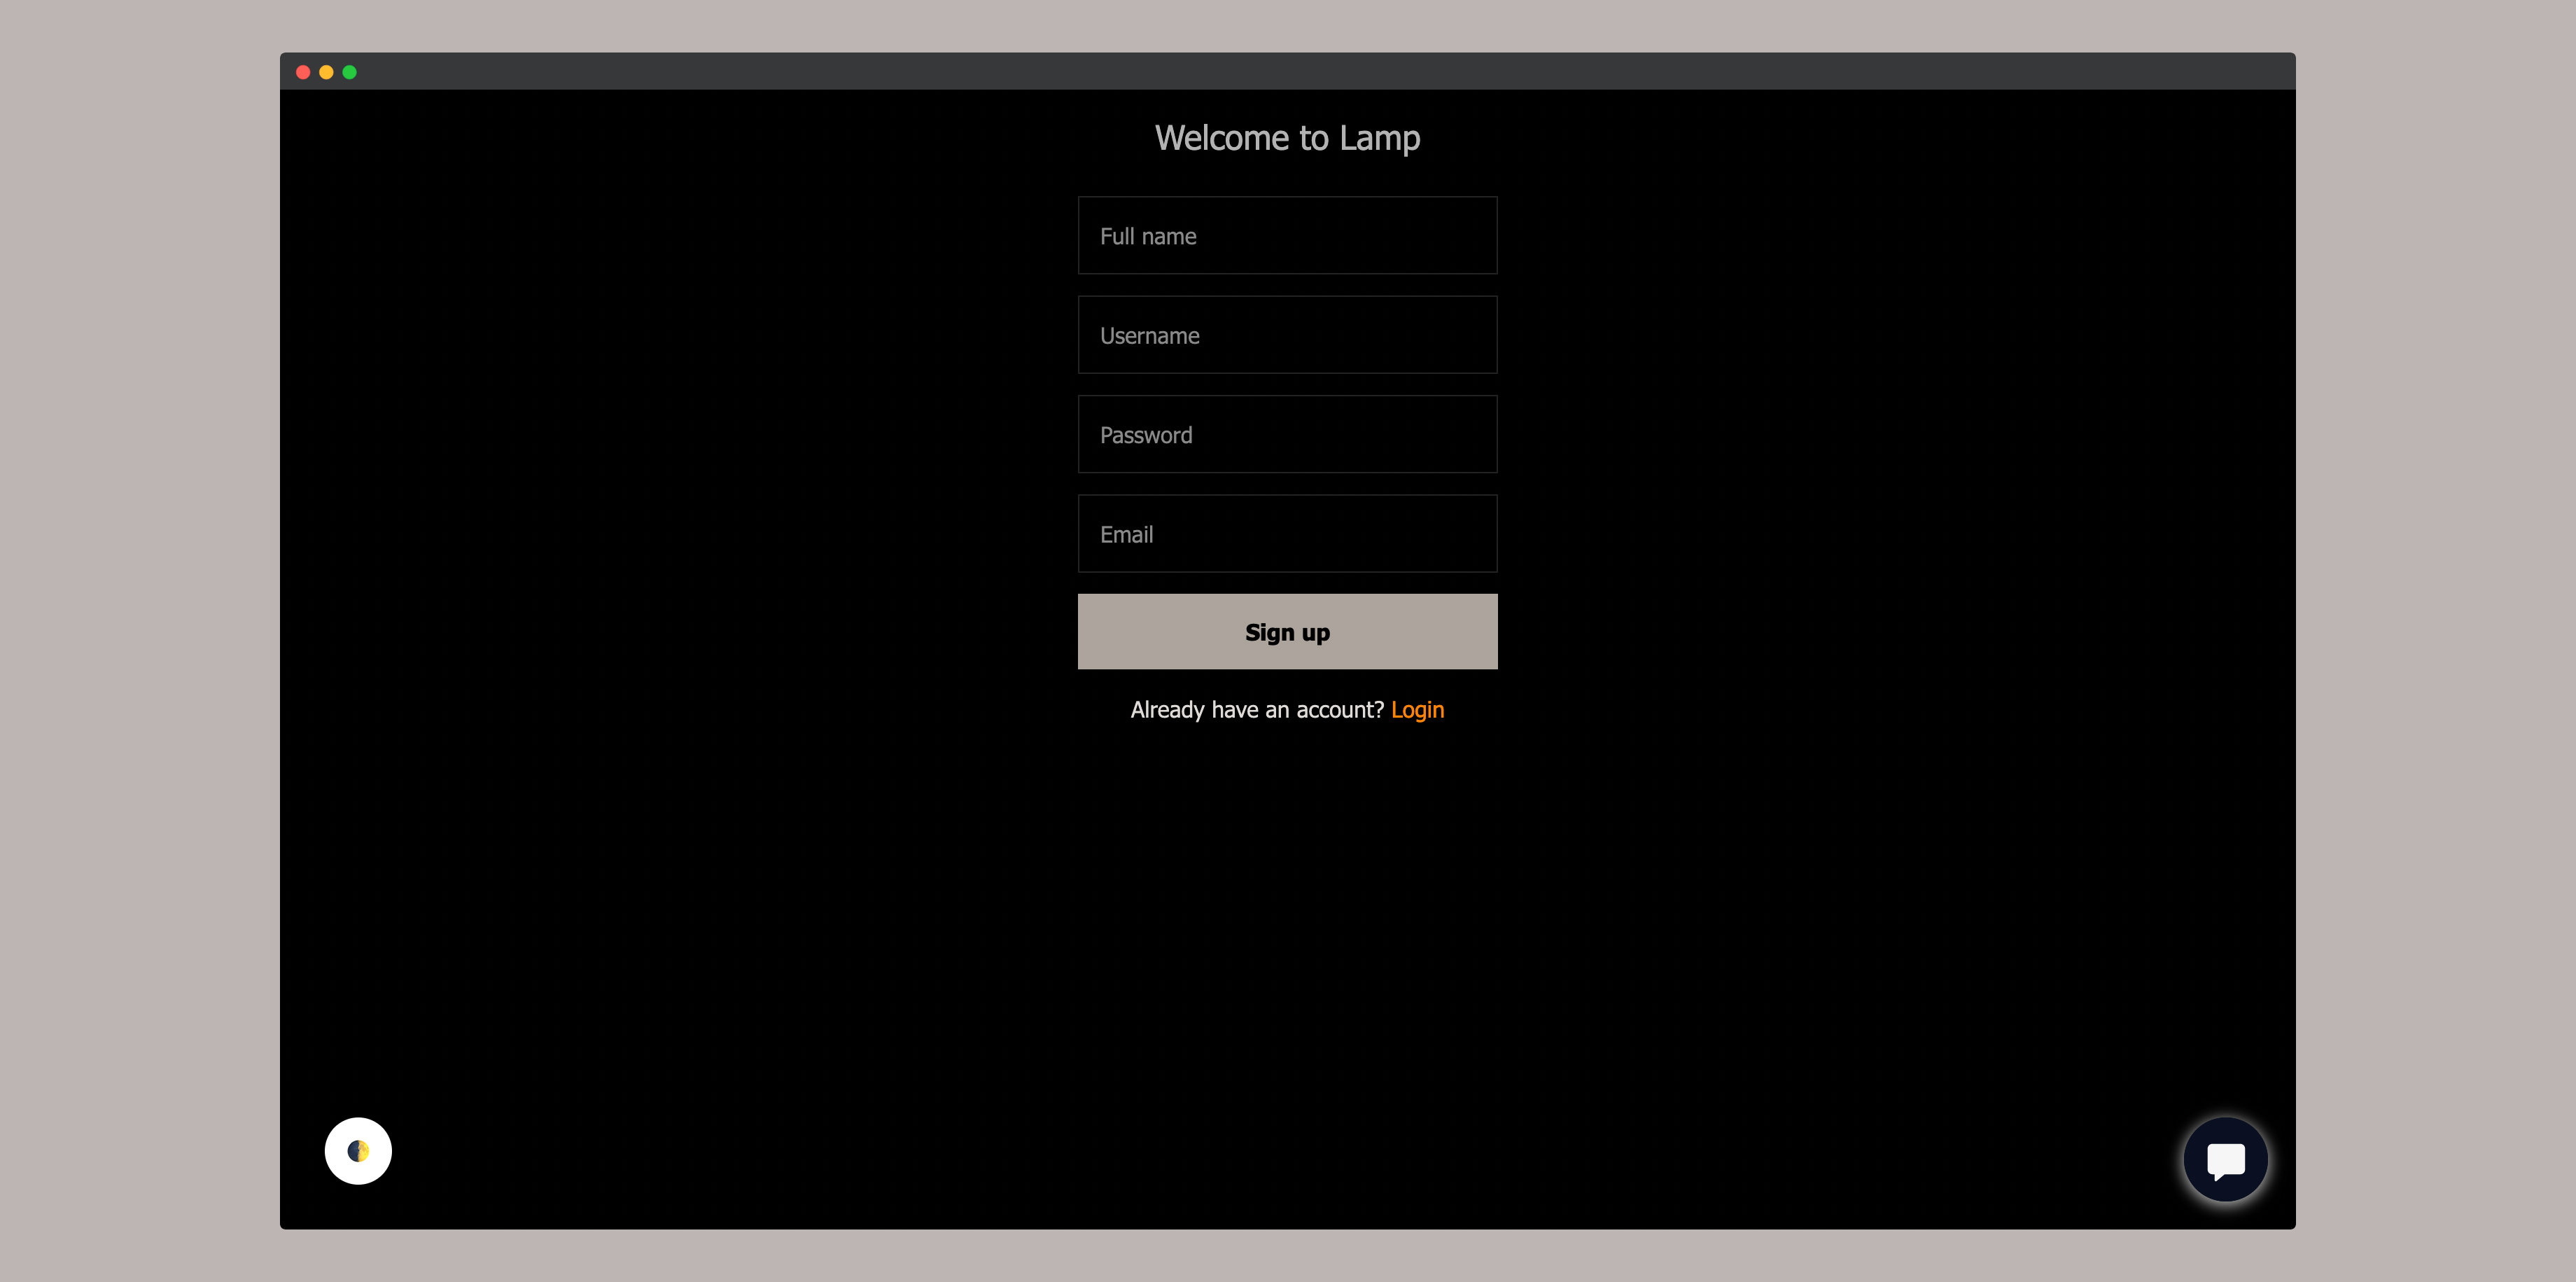 Welcome to Lamp
Full name
Username
Password
Email
Sign up
Already have an account? Login